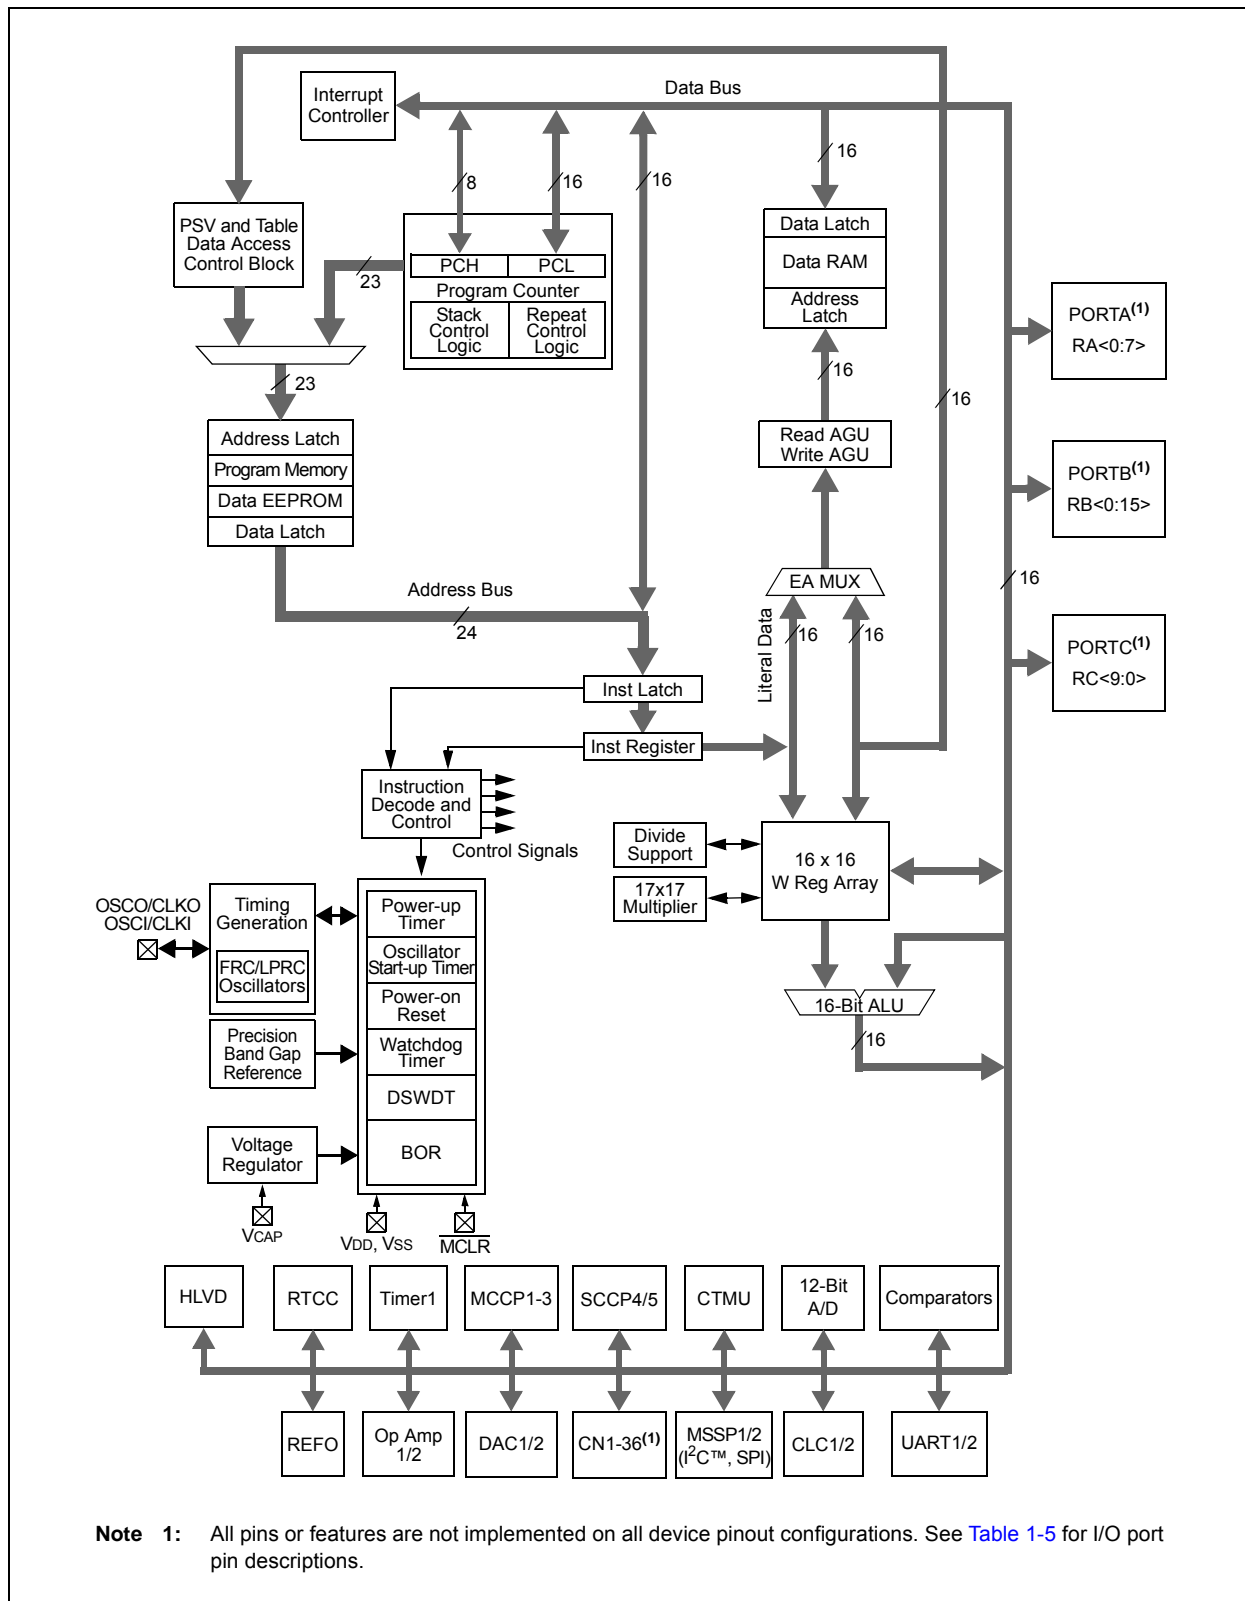 Data Bus
Interrupt
Controller
8
16
16
16
PSV and Table
Data Access
Control Block
23
PCH
PCL
Program Counter
Stack
Control
Logic
Repeat
Control
Logic
Data Latch
Data RAM
Address
Latch
16
PORTA(1)
RA<0:7>
23
16
Address Latch
Program Memory
Data EEPROM
Data Latch
Read AGU
Write AGU
PORTB(1)
RB<0:15>
Address Bus
24
EA MUX
16
Literal Data
16
16
PORTC(1)
RC<9:0>
Inst Latch
Inst Register
Instruction
Decode and
Control
Control Signals
Divide
Support
17x17
Multiplier
16 x 16
W Reg Array
OSCO/CLKO
OSCI/CLKI
Timing
Generation
FRC/LPRC
Oscillators
Power-up
Timer
Oscillator
Start-up Timer
Power-on
Reset
Watchdog
Timer
DSWDT
BOR
16-Bit ALU
16
Precision
Band Gap
Reference
Voltage
Regulator
VCAP
VDD, VSS
MCLR
HLVD
RTCC
Timer1
MCCP1-3
SCCP4/5
CTMU
12-Bit
A/D
Comparators
REFO
Op Amp
1/2
DAC1/2
CN1-36(1)
MSSP1/2
(I2C™, SPI)
CLC1/2
UART1/2
Note 1: All pins or features are not implemented on all device pinout configurations. See Table 1-5 for I/O port
pin descriptions.